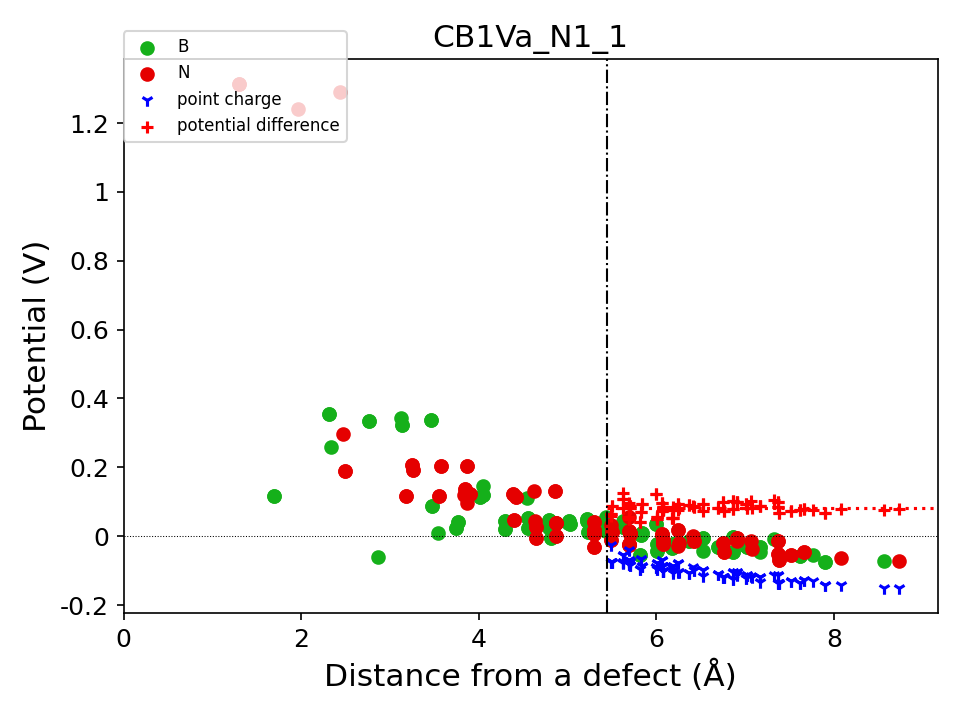 CB1Va_N1_1
B
N
point charge
potential difference
Potential (V)
1.2
1
0.8
0.6
0.4
0.2
0
-0.2
0 2 4 6 8
Distance from a defect (Å)